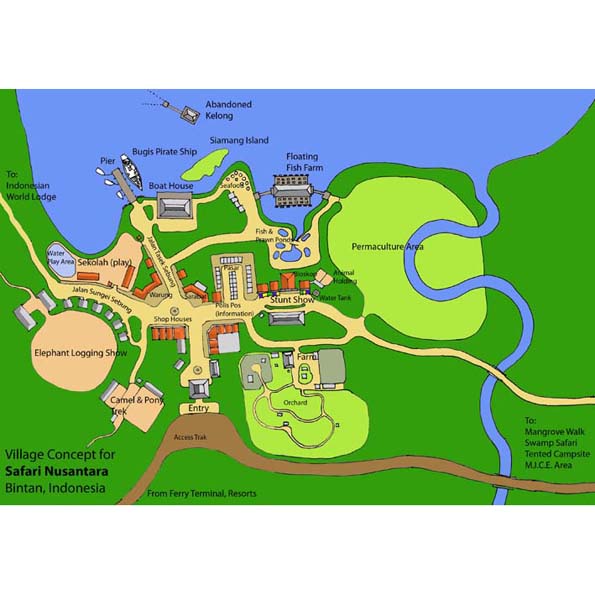 Abandoned
Kelong
Siamang Island
Bugis Pirate Ship
Floating
Fish Farm
Pier
To:
Indonesian
World Lodge
Boat House
Seafood
Fish &
Prawn Ponds
Permaculture Area
Jalan Tasek Sebung
Water
Play Area
Sekolah (play)
Pasar
Bioskop
Animal
Holding
Jalan Sungei Sebung
Warung
Sarabat
Stunt Show
Water Tank
Polis Pos
(Information)
Shop Houses
Elephant Logging Show
Farm
Camel & Pony
Trek
Entry
Orchard
Access Trak
To:
Mangrove Walk
Swamp Safari
Tented Campsite
M.J.C.E. Area
Village Concept for
Safari Nusantara
Bintan, Indonesia
From Ferry Terminal, Resorts